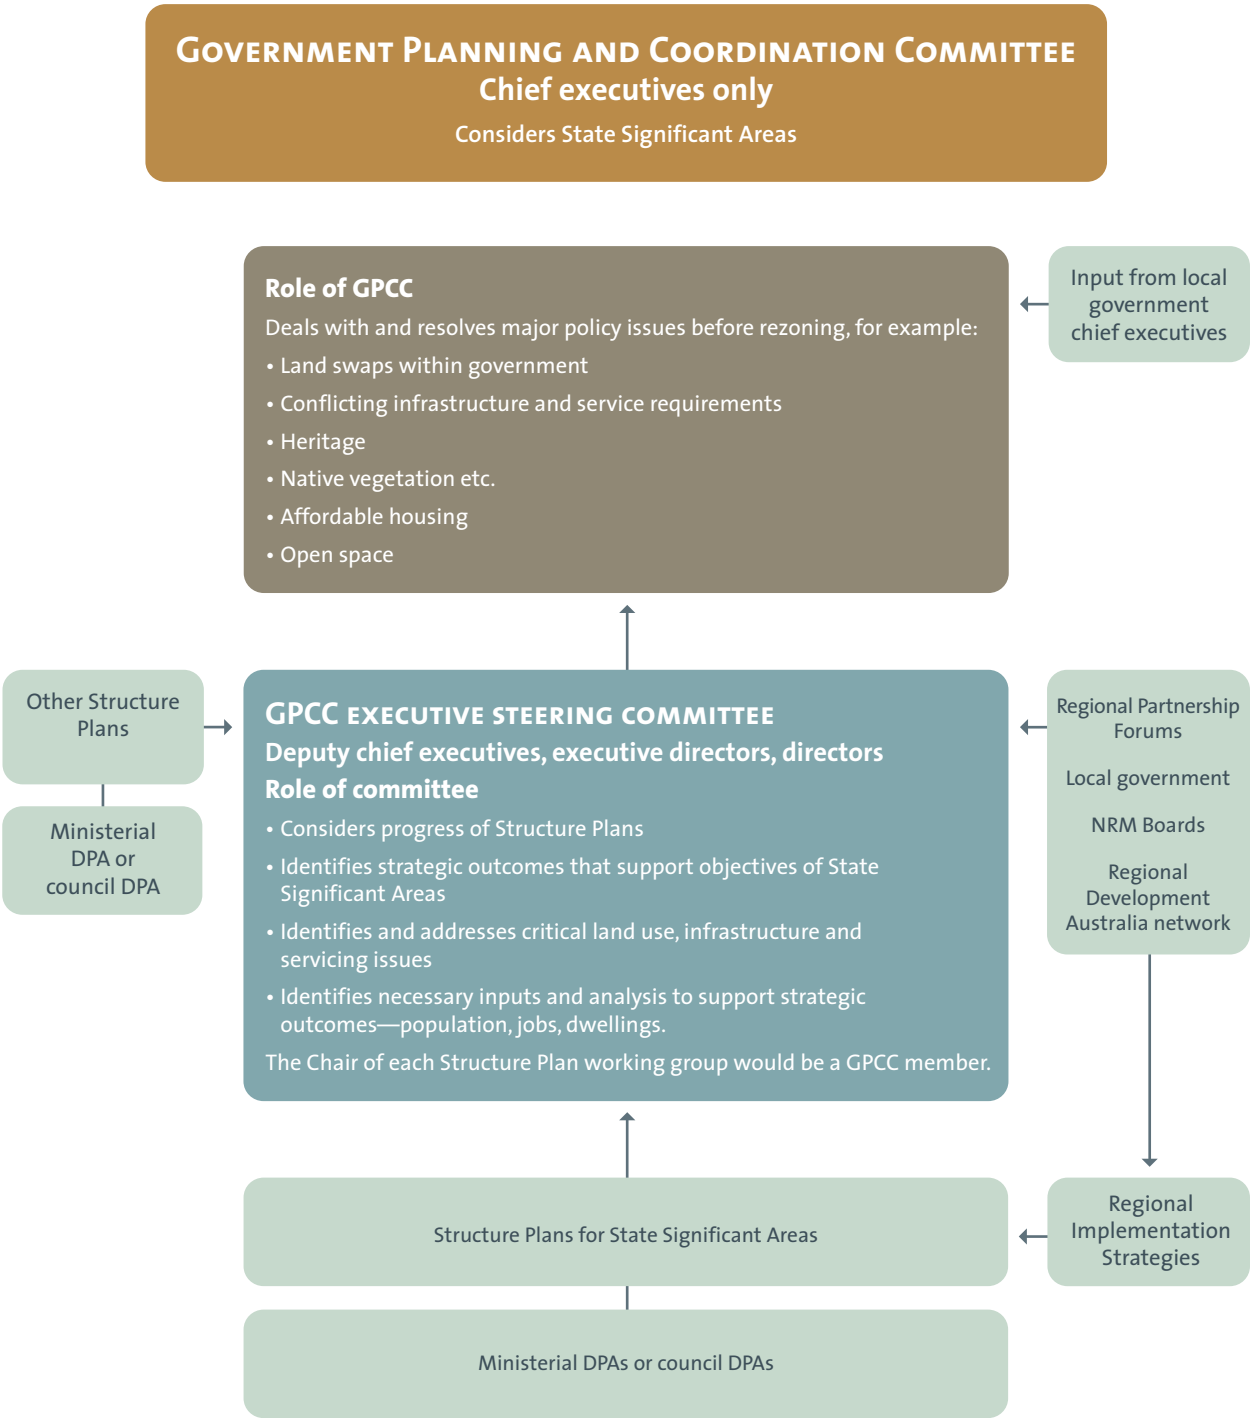 Government Planning and Coordination Committee
Chief executives only
Considers State Significant Areas
Role of GPCC
Deals with and resolves major policy issues before rezoning, for example:
• Land swaps within government
• Conflicting infrastructure and service requirements
• Heritage
• Native vegetation etc.
• Affordable housing
• Open space
Input from local
government
chief executives
Other Structure
Plans
Ministerial
DPA or
council DPA
GPCC executive steering committee
Deputy chief executives, executive directors, directors
Role of committee
• Considers progress of Structure Plans
• Identifies strategic outcomes that support objectives of State
Significant Areas
• Identifies and addresses critical land use, infrastructure and
servicing issues
• Identifies necessary inputs and analysis to support strategic
outcomes—population, jobs, dwellings.
The Chair of each Structure Plan working group would be a GPCC member.
Regional Partnership
Forums
Local government
NRM Boards
Regional
Development
Australia network
Structure Plans for State Significant Areas
Regional
Implementation
Strategies
Ministerial DPAs or council DPAs